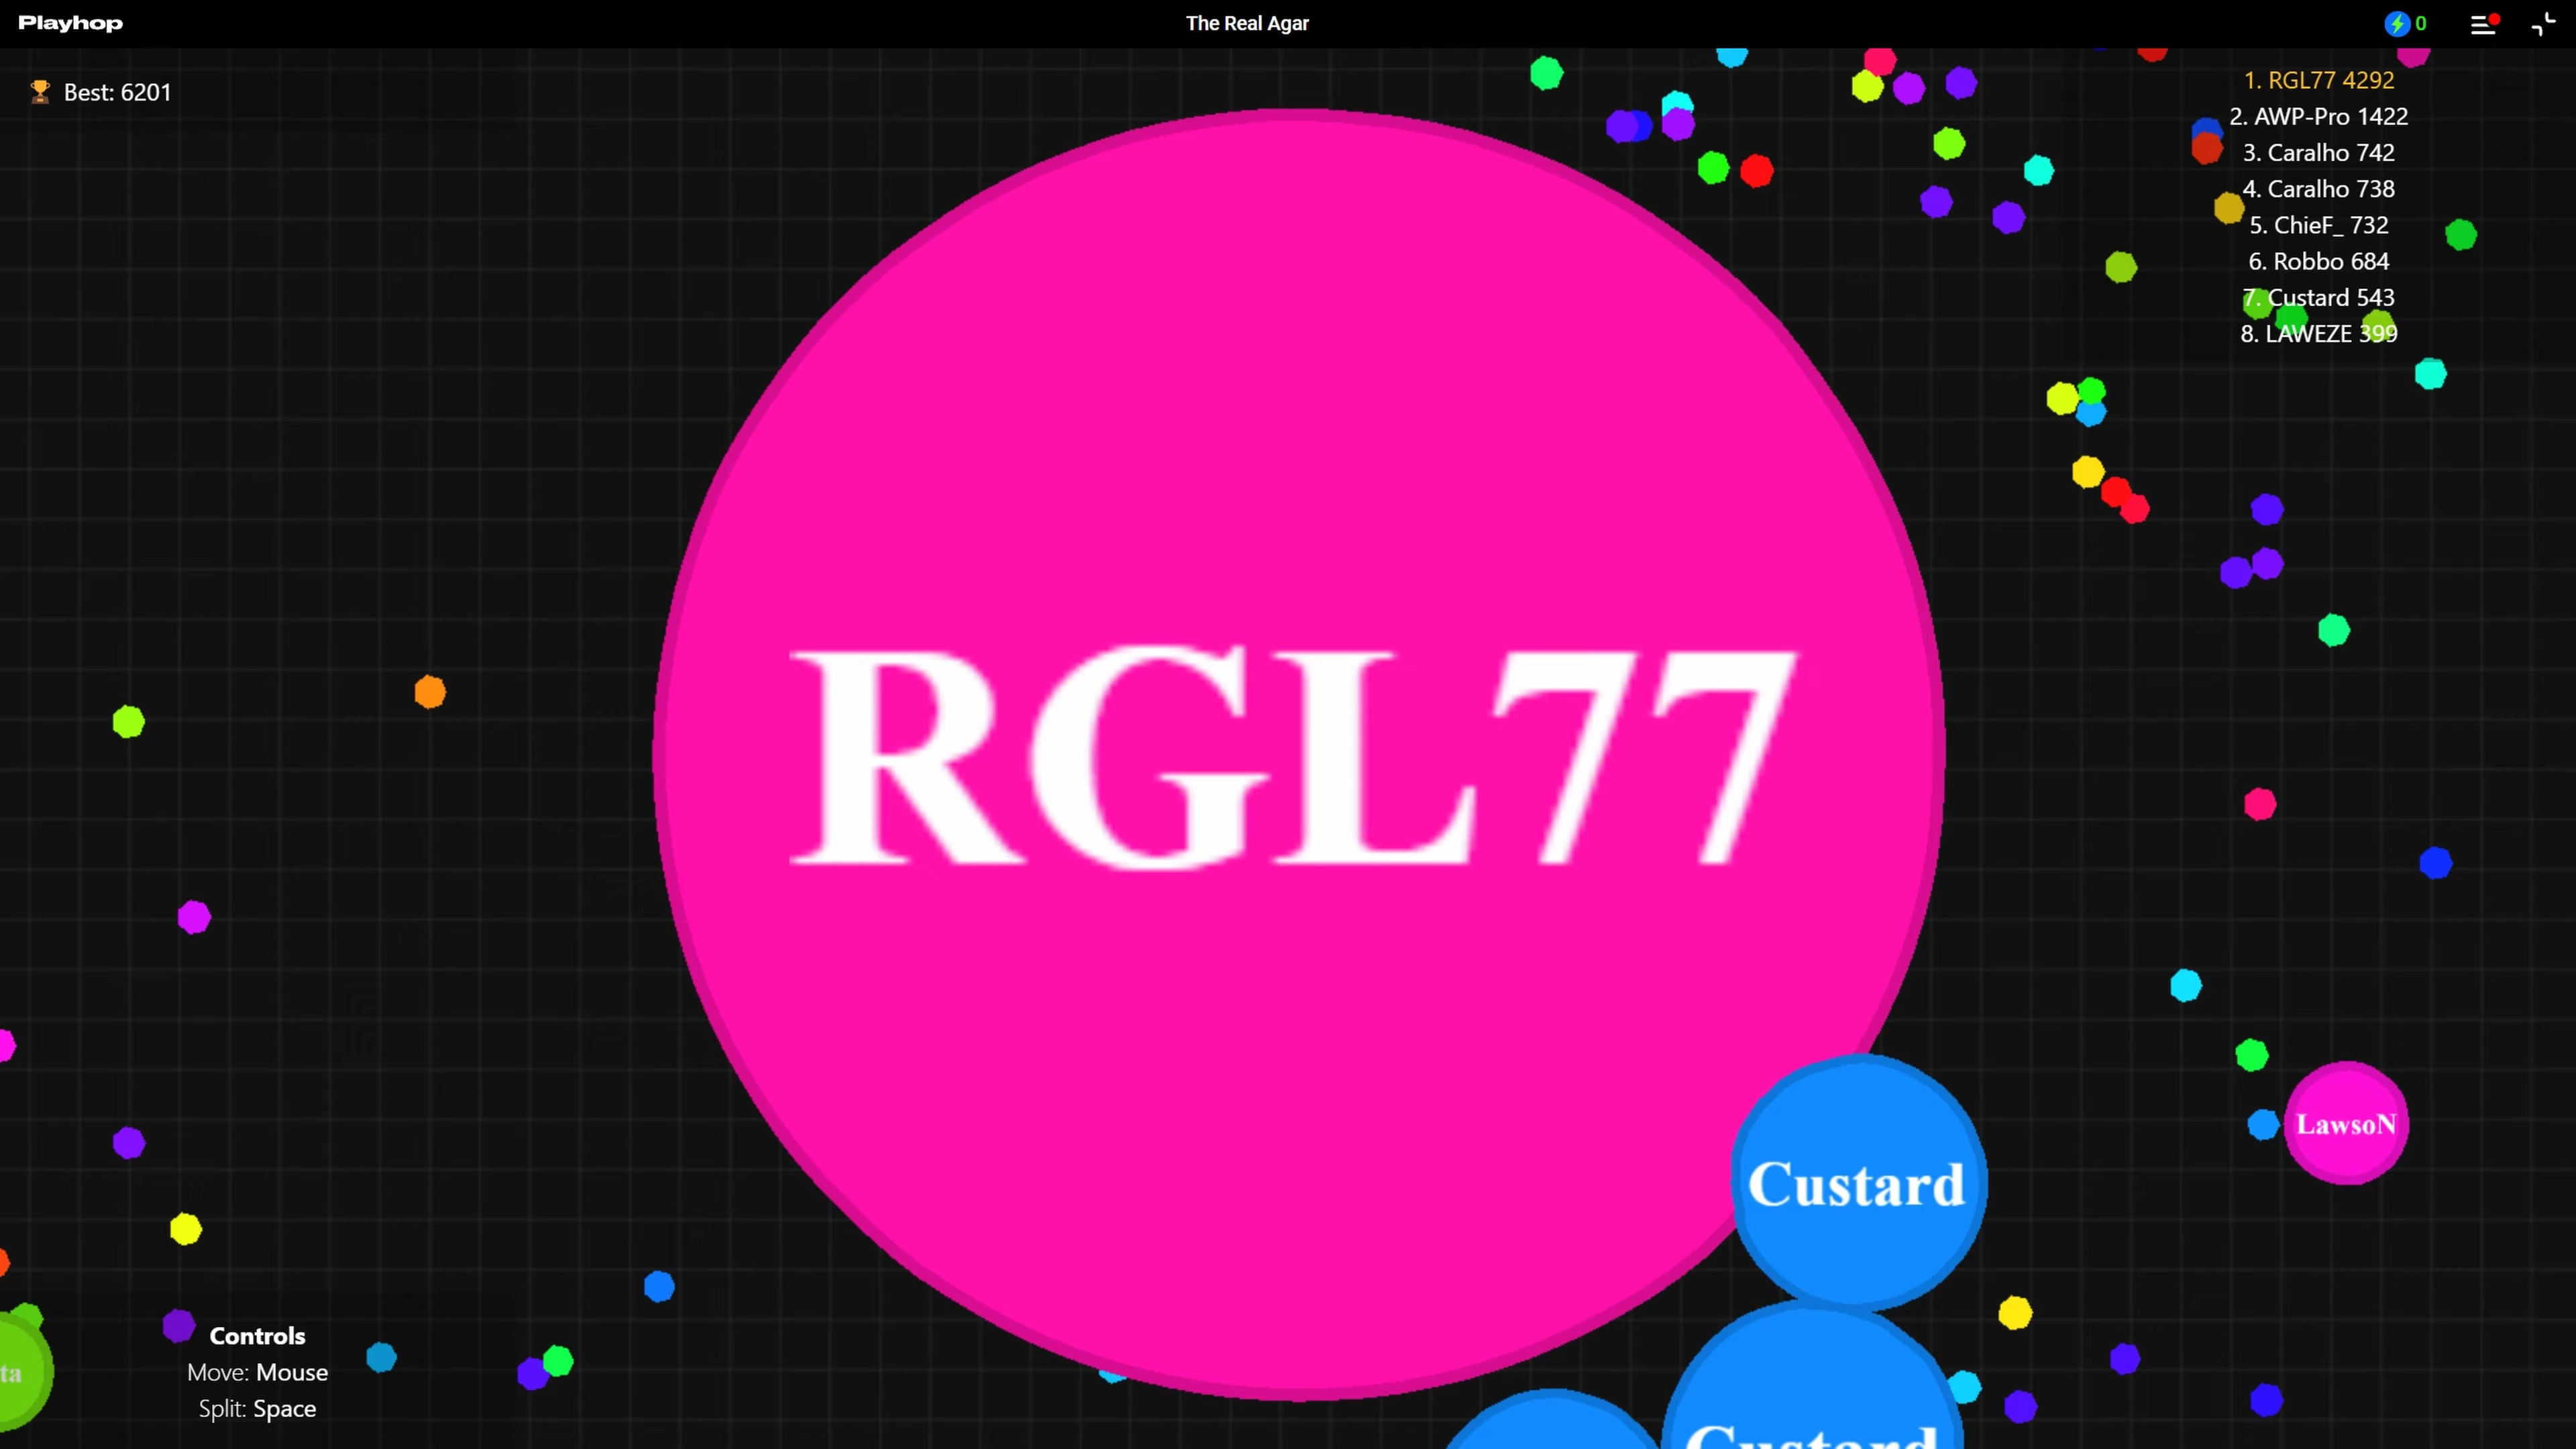 Playhop
The Real Agar
0
Best: 6201
1. RGL77 4292
2. AWP-Pro 1422
3. Caralho 742
4. Caralho 738
5. ChieF_ 732
6. Robbo 684
7. Custard 543
8. LAWEZE 399
RGL77
LawsoN
Custard
Custard
ta
Controls
Move: Mouse
Split: Space